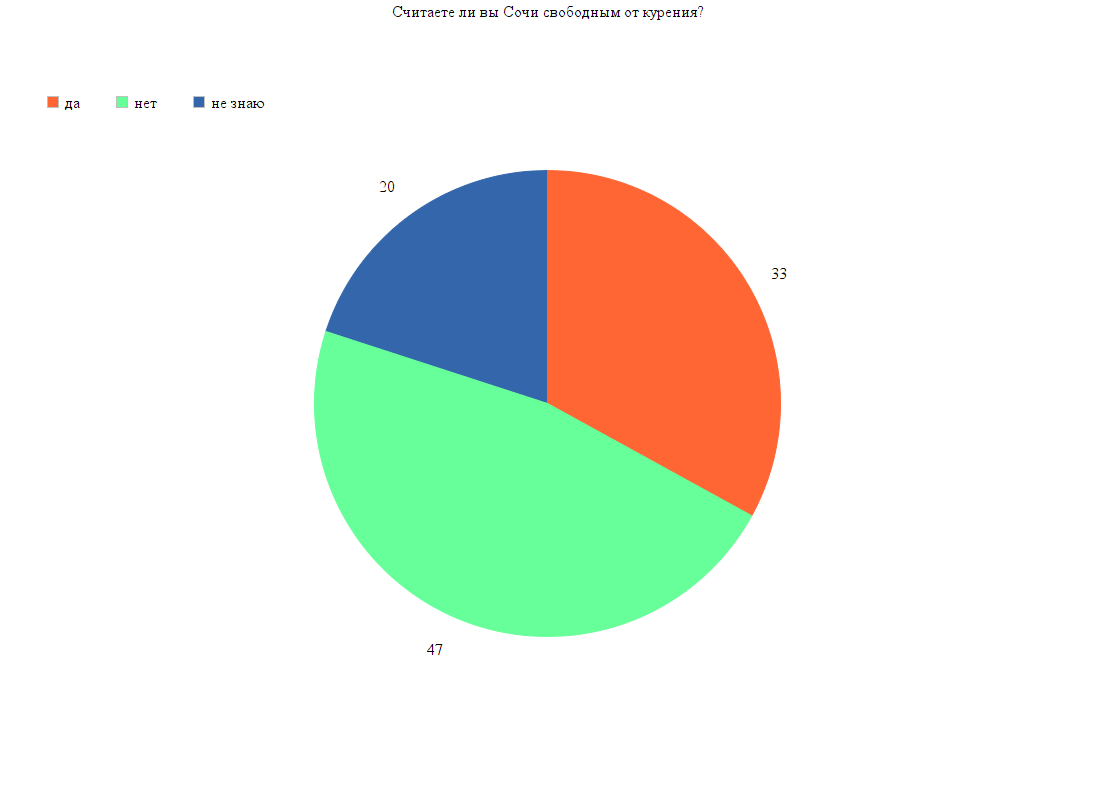 Считаете ли вы Сочи свободным от курения?
да нет не знаю
20
33
47